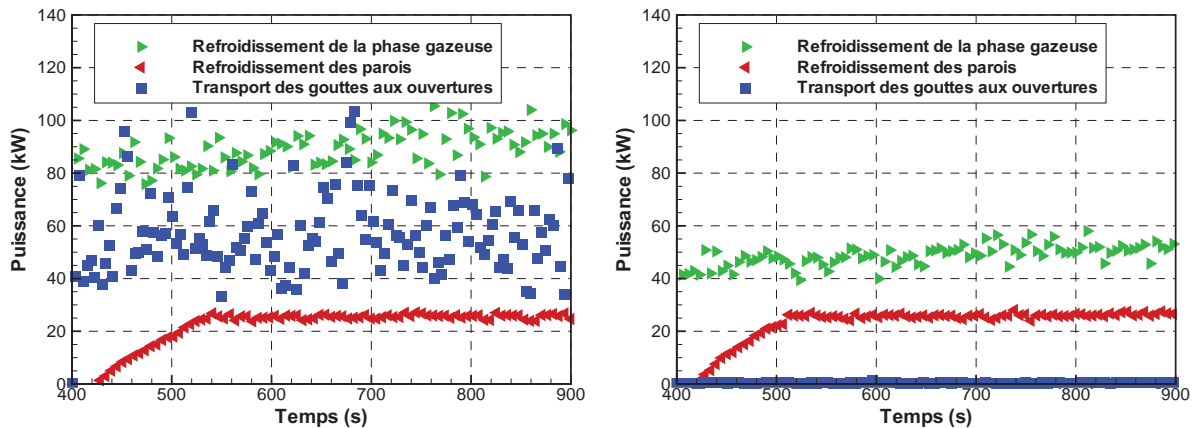 140
120
100
80
60
40
20
0
Puissance (kW)
Refroidissement de la phase gazeuse
Refroidissement des parois
Transport des gouttes aux ouvertures
400 500 600 700 800 900
Temps (s)
140
120
100
80
60
40
20
0
Puissance (kW)
Refroidissement de la phase gazeuse
Refroidissement des parois
Transport des gouttes aux ouvertures
400 500 600 700 800 900
Temps (s)